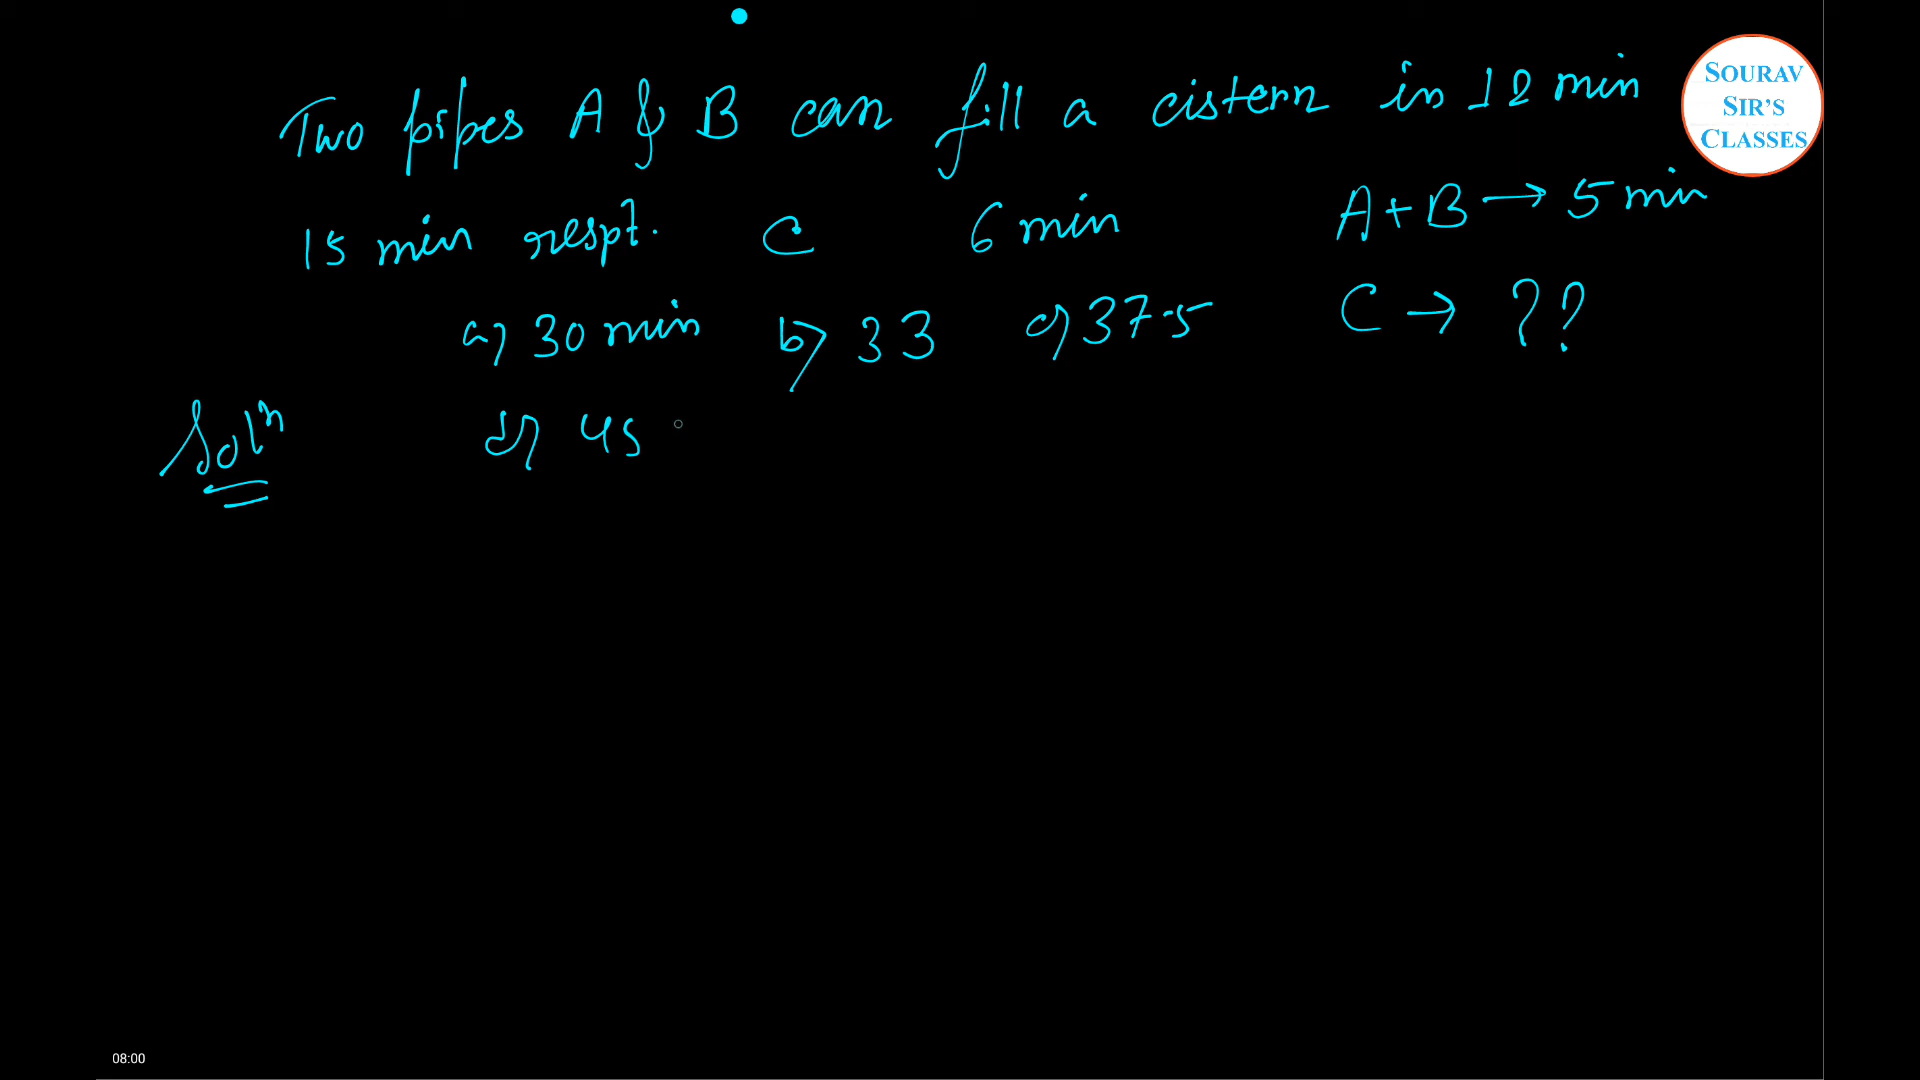 Two pipes A & B can fill a cistern in 12 min
15 min respt. C 6 min
A+B → 5 min
a) 30 min b) 33 c) 37.5
C → ??
Solⁿ
d) 45
SOURAV
SIR'S
CLASSES
08:00